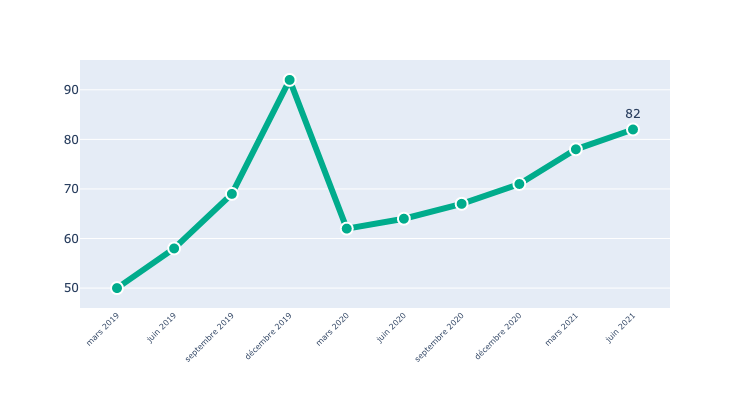 82
90
80
70
60
50
mars 2019
juin 2019
septembre 2019
décembre 2019
mars 2020
juin 2020
septembre 2020
décembre 2020
mars 2021
juin 2021